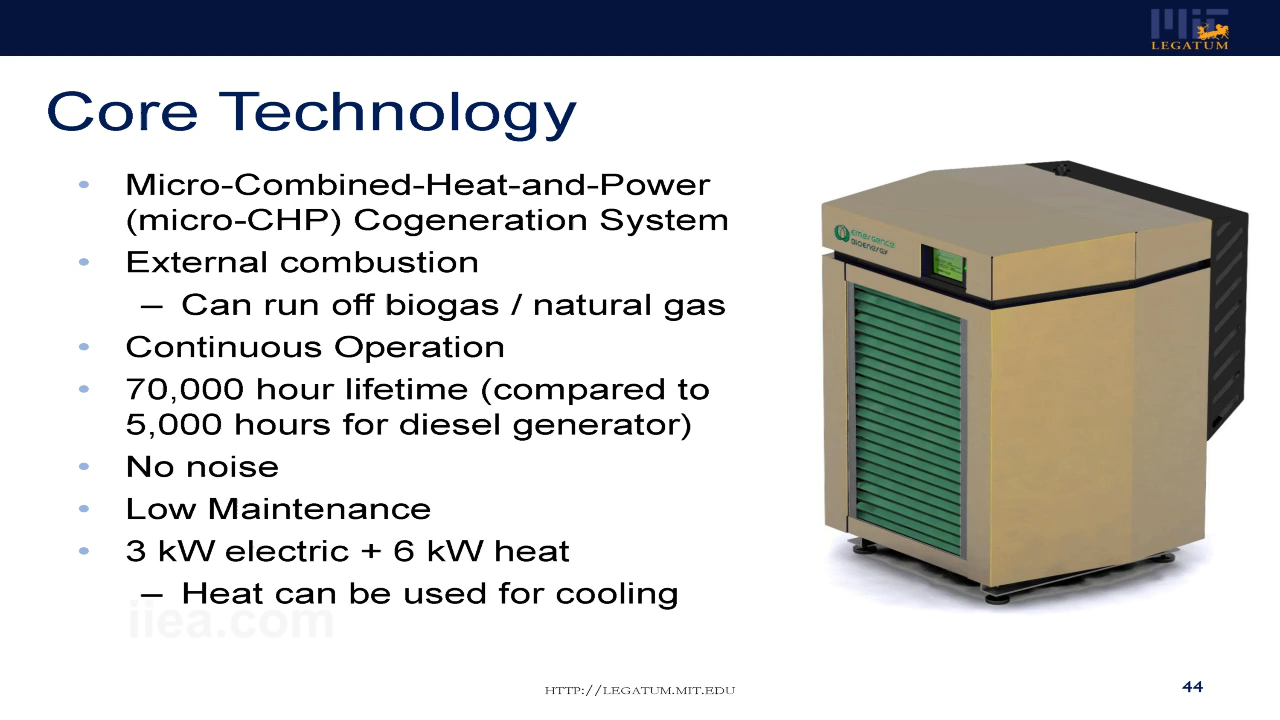 MIT
LEGATUM
Core Technology
• Micro-Combined-Heat-and-Power
(micro-CHP) Cogeneration System
• External combustion
– Can run off biogas / natural gas
• Continuous Operation
• 70,000 hour lifetime (compared to
5,000 hours for diesel generator)
• No noise
• Low Maintenance
• 3 kW electric + 6 kW heat
– Heat can be used for cooling
emergence
BIOENERGY
iiea.com
HTTP://LEGATUM.MIT.EDU
44